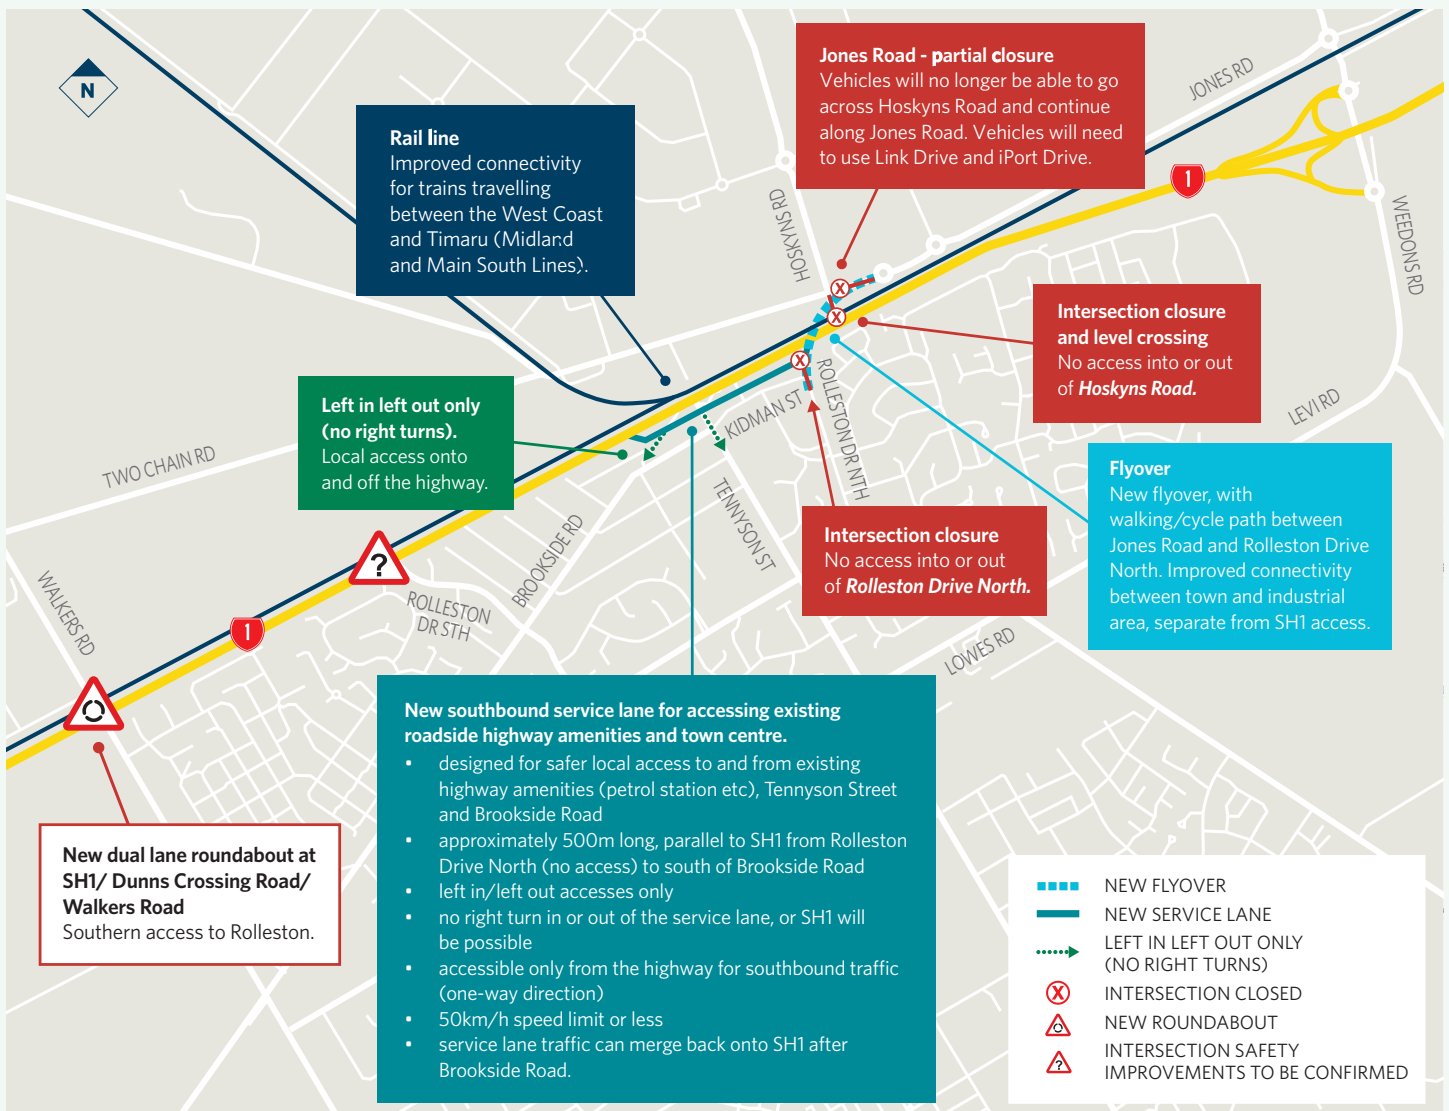 N
Rail line
Improved connectivity
for trains travelling
between the West Coast
and Timaru (Midland
and Main South Lines).
Jones Road - partial closure
Vehicles will no longer be able to go
across Hoskyns Road and continue
along Jones Road. Vehicles will need
to use Link Drive and iPort Drive.
JONES RD
1
HOSKYNS RD
WEEDONS RD
X
X
X
Intersection closure
and level crossing
No access into or out
of Hoskyns Road.
Left in left out only
(no right turns).
Local access onto
and off the highway.
KIDMAN ST
ROLLESTON DR NTH
LEVI RD
TWO CHAIN RD
Flyover
New flyover, with
walking/cycle path between
Jones Road and Rolleston Drive
North. Improved connectivity
between town and industrial
area, separate from SH1 access.
TENNYSON ST
BROOKSIDE RD
Intersection closure
No access into or out
of Rolleston Drive North.
?
WALKERS RD
ROLLESTON
DR STH
1
LOWES RD
New southbound service lane for accessing existing
roadside highway amenities and town centre.
• designed for safer local access to and from existing
highway amenities (petrol station etc), Tennyson Street
and Brookside Road
• approximately 500m long, parallel to SH1 from Rolleston
Drive North (no access) to south of Brookside Road
• left in/left out accesses only
• no right turn in or out of the service lane, or SH1 will
be possible
• accessible only from the highway for southbound traffic
(one-way direction)
• 50km/h speed limit or less
• service lane traffic can merge back onto SH1 after
Brookside Road.
New dual lane roundabout at
SH1/ Dunns Crossing Road/
Walkers Road
Southern access to Rolleston.
NEW FLYOVER
NEW SERVICE LANE
LEFT IN LEFT OUT ONLY
(NO RIGHT TURNS)
X INTERSECTION CLOSED
NEW ROUNDABOUT
? INTERSECTION SAFETY
IMPROVEMENTS TO BE CONFIRMED